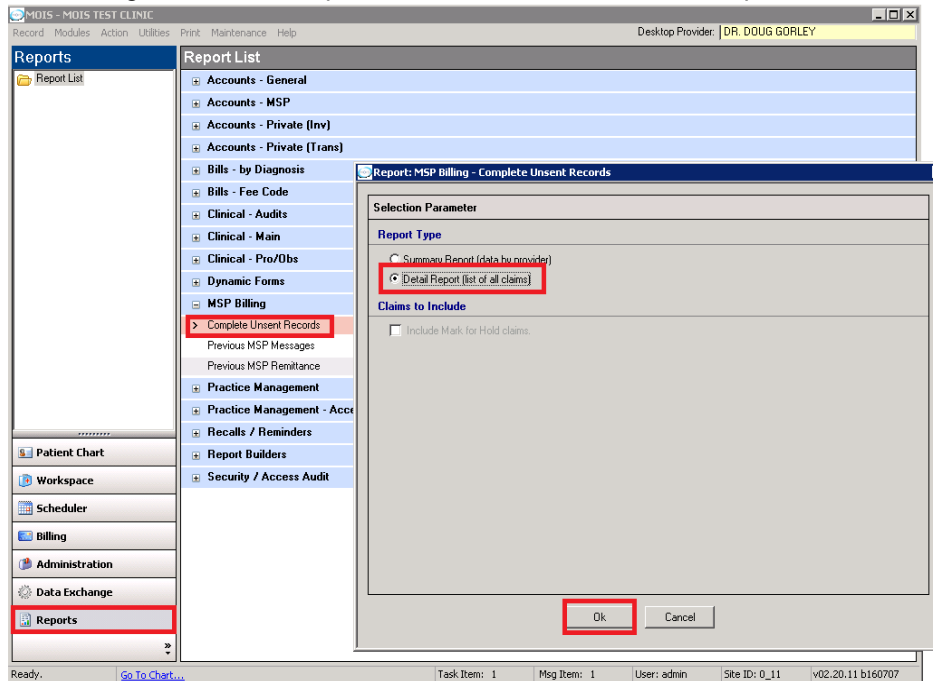 MOIS - MOIS TEST CLINIC
Record Modules Action Utilities Print Maintenance Help
Desktop Provider: DR. DOUG GORLEY
Reports
Report List
Report List
Accounts - General
Accounts - MSP
Accounts - Private (Inv)
Accounts - Private (Trans)
Bills - by Diagnosis
Bills - Fee Code
Clinical - Audits
Clinical - Main
Clinical - Pro/Obs
Dynamic Forms
MSP Billing
Complete Unsent Records
Previous MSP Messages
Previous MSP Remittance
Practice Management
Practice Management - Acce
Recalls / Reminders
Report Builders
Security / Access Audit
Report: MSP Billing - Complete Unsent Records
Selection Parameter
Report Type
Summary Report (data by provider)
Detail Report (list of all claims)
Claims to Include
Include Mark for Hold claims.
Ok
Cancel
Patient Chart
Workspace
Scheduler
Billing
Administration
Data Exchange
Reports
Ready.
Go To Chart...
Task Item: 1
Msg Item: 1
User: admin
Site ID: 0_11
v02.20.11 b160707